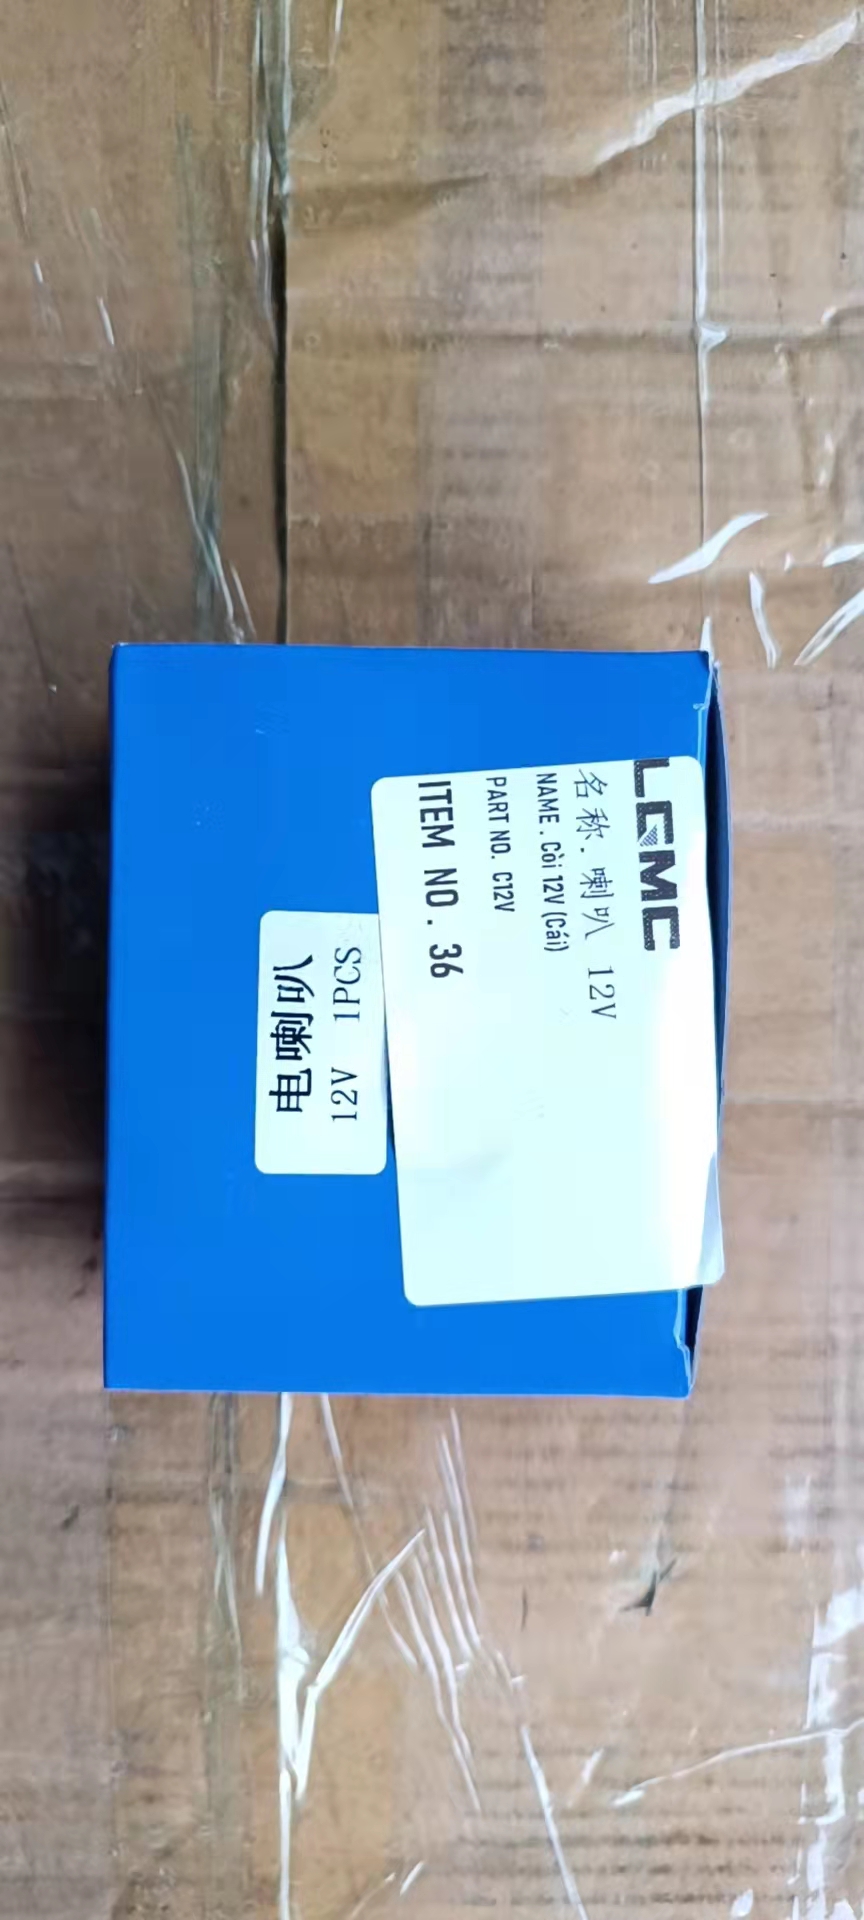 LGMC
名称. 喇叭 12V
NAME . Còi 12V (Cái)
PART NO. C12V
ITEM NO. 36
电喇叭
12V 1PCS